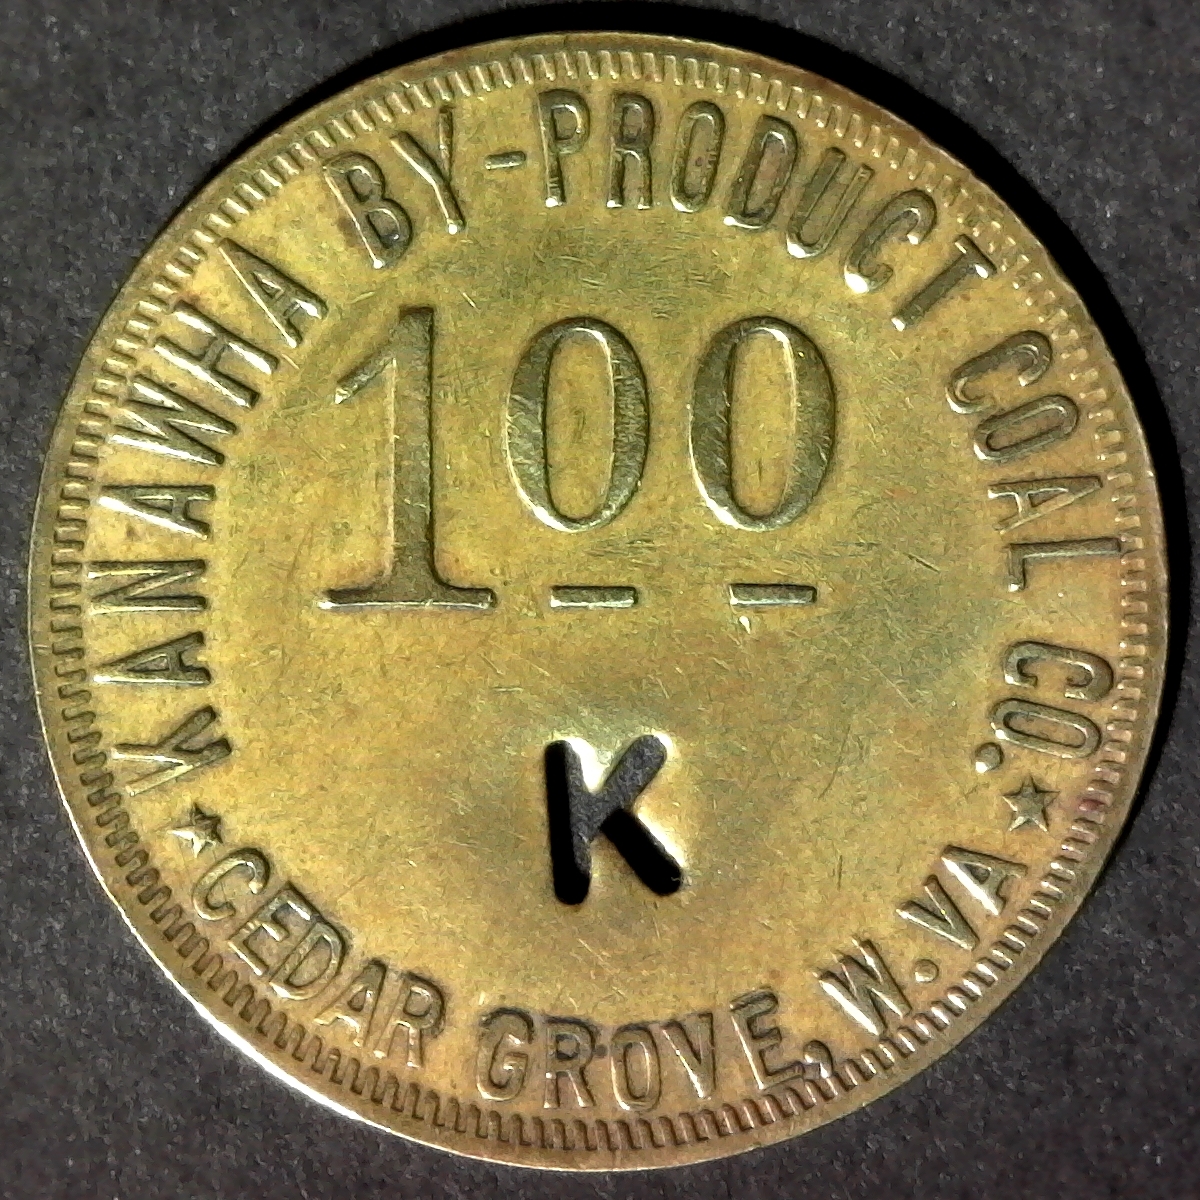 KANAWHA BY-PRODUCT COAL CO.
100
K
CEDAR GROVE, W. VA